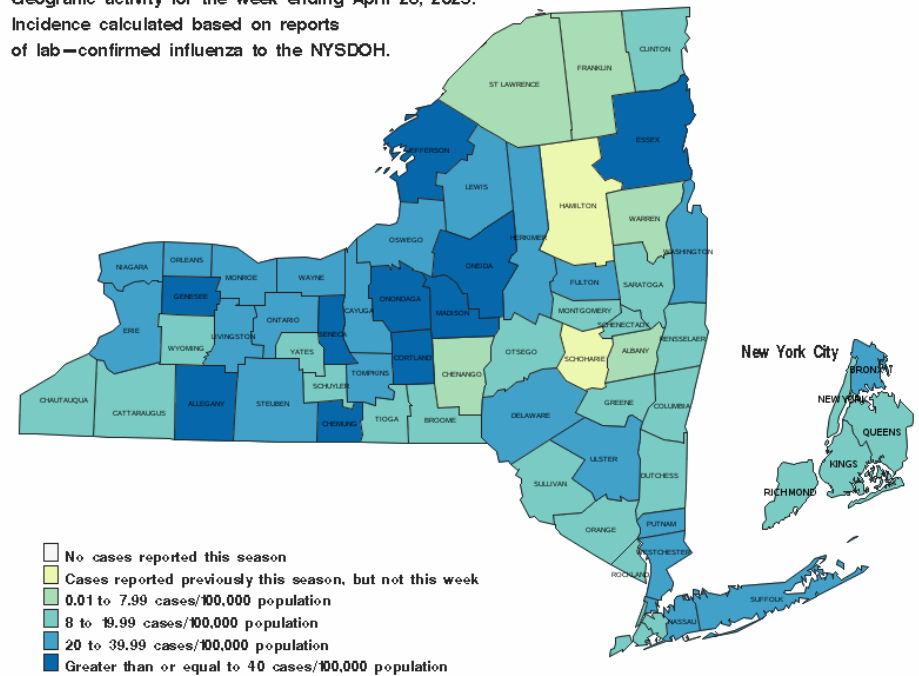 Incidence calculated based on reports
of lab-confirmed influenza to the NYSDOH.
CLINTON
FRANKLIN
ST LAWRENCE
ESSEX
JEFFERSON
LEWIS
HAMILTON
WARREN
HERKIMER
OSWEGO
WASHINGTON
ORLEANS
NIAGARA
ONEIDA
MONROE
WAYNE
FULTON
SARATOGA
GENESEE
ONONDAGA
CAYUGA
MADISON
MONTGOMERY
ONTARIO
SCHENECTADY
ERIE
SENECA
LIVINGSTON
RENSSELAER
WYOMING
YATES
OTSEGO
ALBANY
CORTLAND
SCHOHARIE
New York City
BRONX
TOMPKINS
CHENANGO
SCHUYLER
CHAUTAUQUA
NEW YORK
ALLEGANY
STEUBEN
GREENE
COLUMBIA
CATTARAUGUS
DELAWARE
TIOGA
BROOME
CHEMUNG
QUEENS
ULSTER
KINGS
DUTCHESS
SULLIVAN
RICHMOND
PUTNAM
ORANGE
WESTCHESTER
ROCKLAND
SUFFOLK
NASSAU
No cases reported this season
Cases reported previously this season, but not this week
0.01 to 7.99 cases/100,000 population
8 to 19.99 cases/100,000 population
20 to 39.99 cases/100,000 population
Greater than or equal to 40 cases/100,000 population